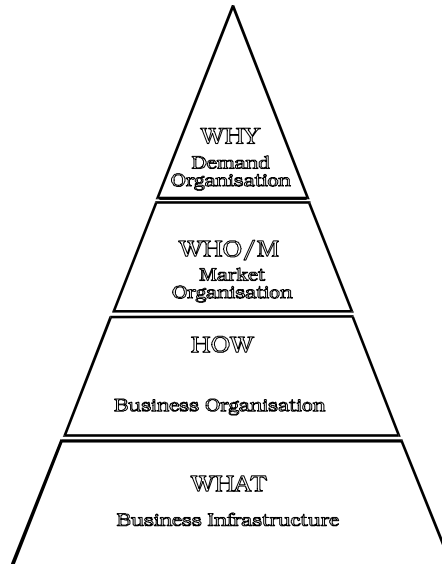 WHY
Demand
Organisation
WHO/M
Market
Organisation
HOW
Business Organisation
WHAT
Business Infrastructure